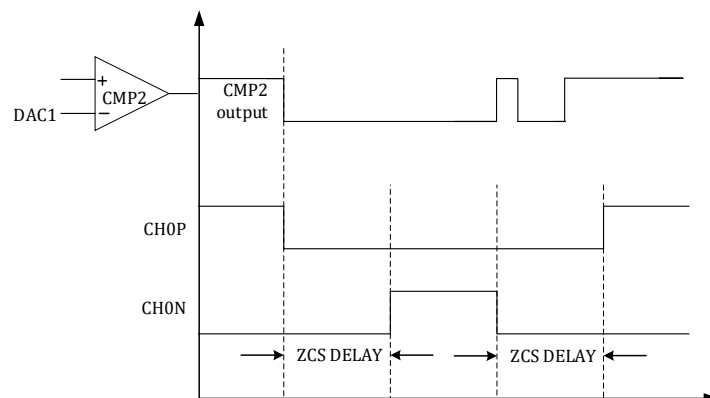 +
CMP2
DAC1
−
CMP2
output
CH0P
CH0N
ZCS DELAY
ZCS DELAY